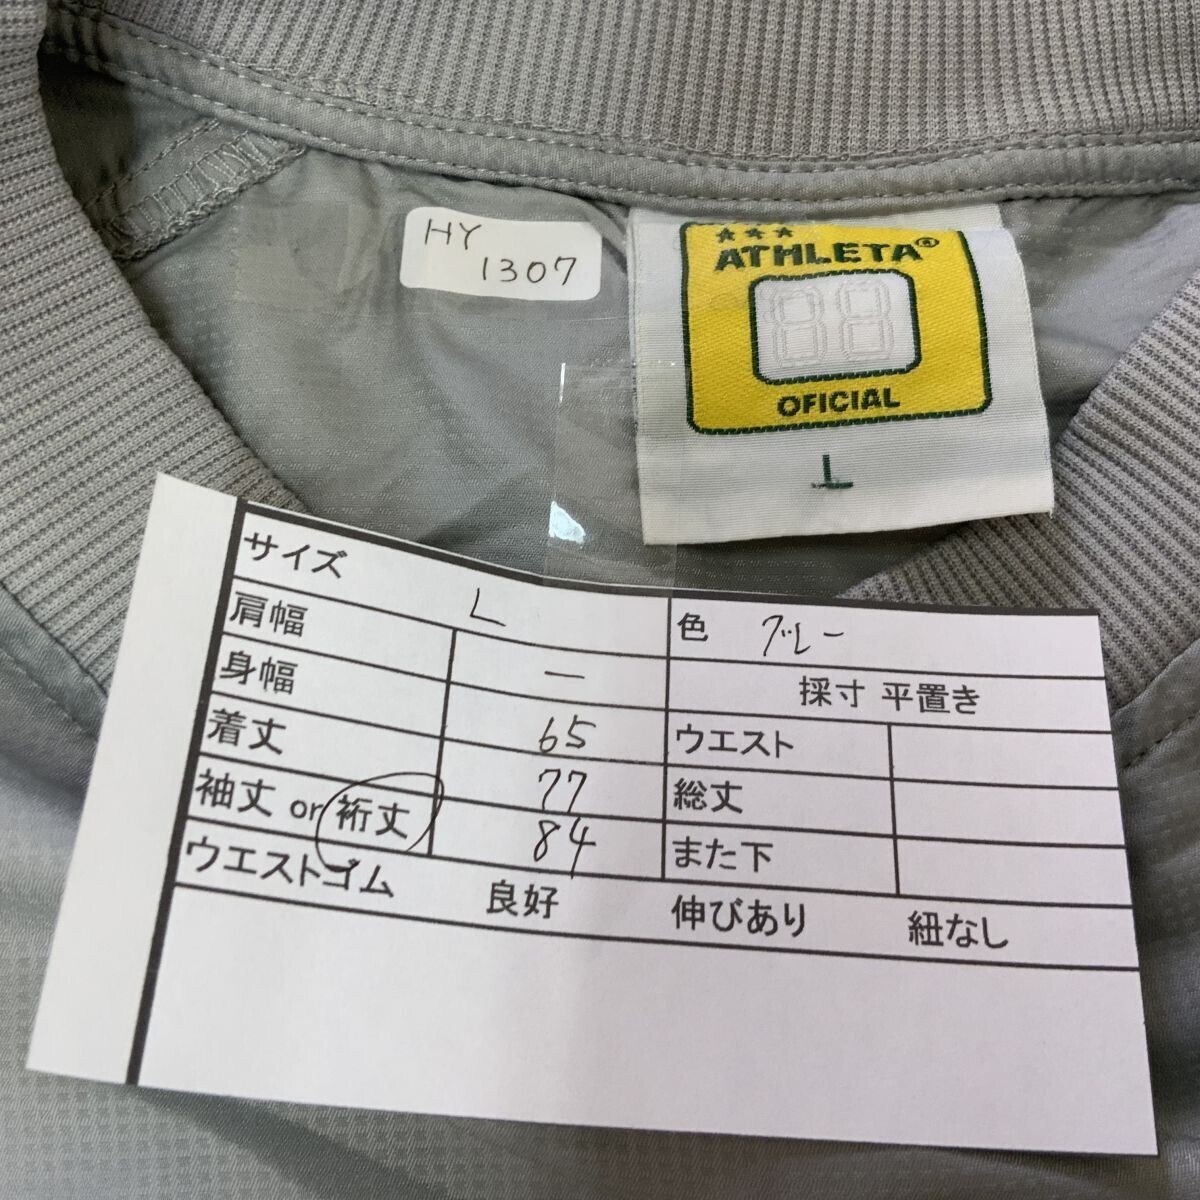 HY
1307
★★★
ATHLETA®
88
OFICIAL
L
サイズ L
色 グレー
肩幅 —
採寸 平置き
身幅 65
ウエスト
着丈 77
総丈
袖丈 or 裄丈 84
また下
ウエストゴム 良好 伸びあり 紐なし